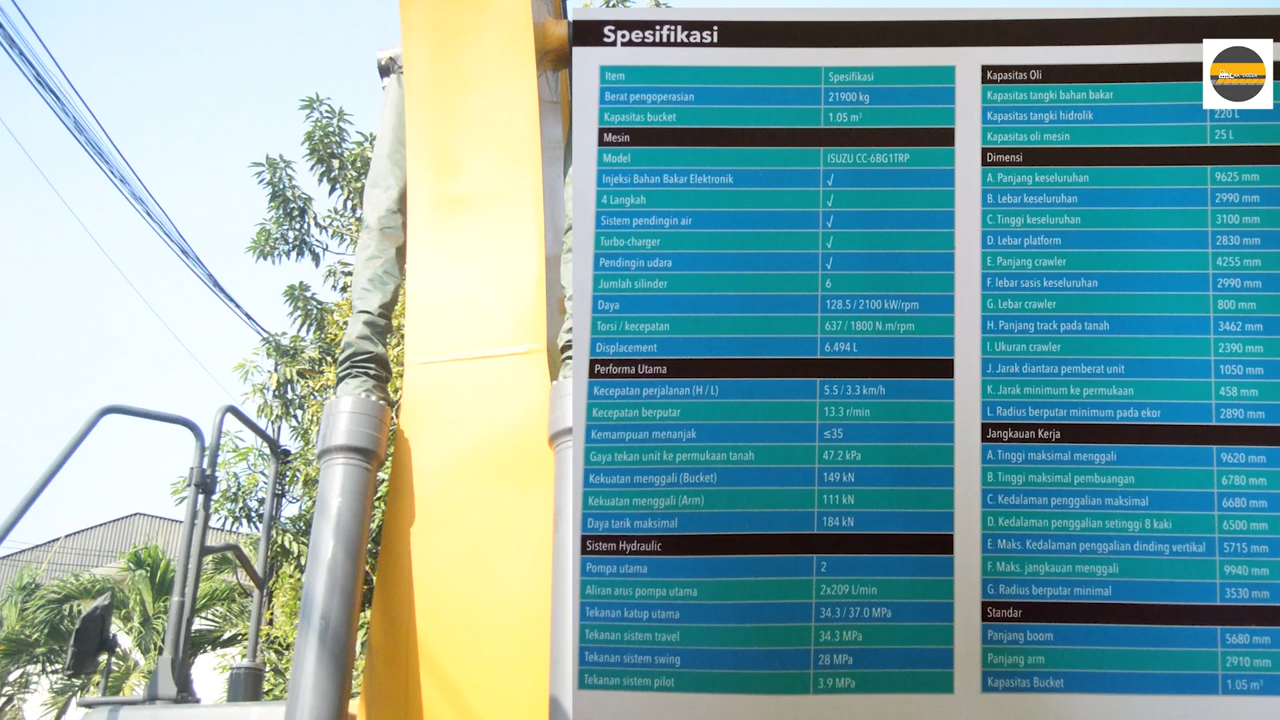 Spesifikasi
Item Spesifikasi
Berat pengoperasian 21900 kg
Kapasitas bucket 1.05 m³
Mesin
Model ISUZU CC-6BG1TRP
Injeksi Bahan Bakar Elektronik √
4 Langkah √
Sistem pendingin air √
Turbo-charger √
Pendingin udara √
Jumlah silinder 6
Daya 128.5 / 2100 kW/rpm
Torsi / kecepatan 637 / 1800 N.m/rpm
Displacement 6.494 L
Performa Utama
Kecepatan perjalanan (H / L) 5.5 / 3.3 km/h
Kecepatan berputar 13.3 r/min
Kemampuan menanjak ≤35
Gaya tekan unit ke permukaan tanah 47.2 kPa
Kekuatan menggali (Bucket) 149 kN
Kekuatan menggali (Arm) 111 kN
Daya tarik maksimal 184 kN
Sistem Hydraulic
Pompa utama 2
Aliran arus pompa utama 2x209 L/min
Tekanan katup utama 34.3 / 37.0 MPa
Tekanan sistem travel 34.3 MPa
Tekanan sistem swing 28 MPa
Tekanan sistem pilot 3.9 MPa
Kapasitas Oli
Kapasitas tangki bahan bakar
Kapasitas tangki hidrolik 220 L
Kapasitas oli mesin 25 L
Dimensi
A. Panjang keseluruhan 9625 mm
B. Lebar keseluruhan 2990 mm
C. Tinggi keseluruhan 3100 mm
D. Lebar platform 2830 mm
E. Panjang crawler 4255 mm
F. lebar sasis keseluruhan 2990 mm
G. Lebar crawler 800 mm
H. Panjang track pada tanah 3462 mm
I. Ukuran crawler 2390 mm
J. Jarak diantara pemberat unit 1050 mm
K. Jarak minimum ke permukaan 458 mm
L. Radius berputar minimum pada ekor 2890 mm
Jangkauan Kerja
A. Tinggi maksimal menggali 9620 mm
B. Tinggi maksimal pembuangan 6780 mm
C. Kedalaman penggalian maksimal 6680 mm
D. Kedalaman penggalian setinggi 8 kaki 6500 mm
E. Maks. Kedalaman penggalian dinding vertikal 5715 mm
F. Maks. jangkauan menggali 9940 mm
G. Radius berputar minimal 3530 mm
Standar
Panjang boom 5680 mm
Panjang arm 2910 mm
Kapasitas Bucket 1.05 m³